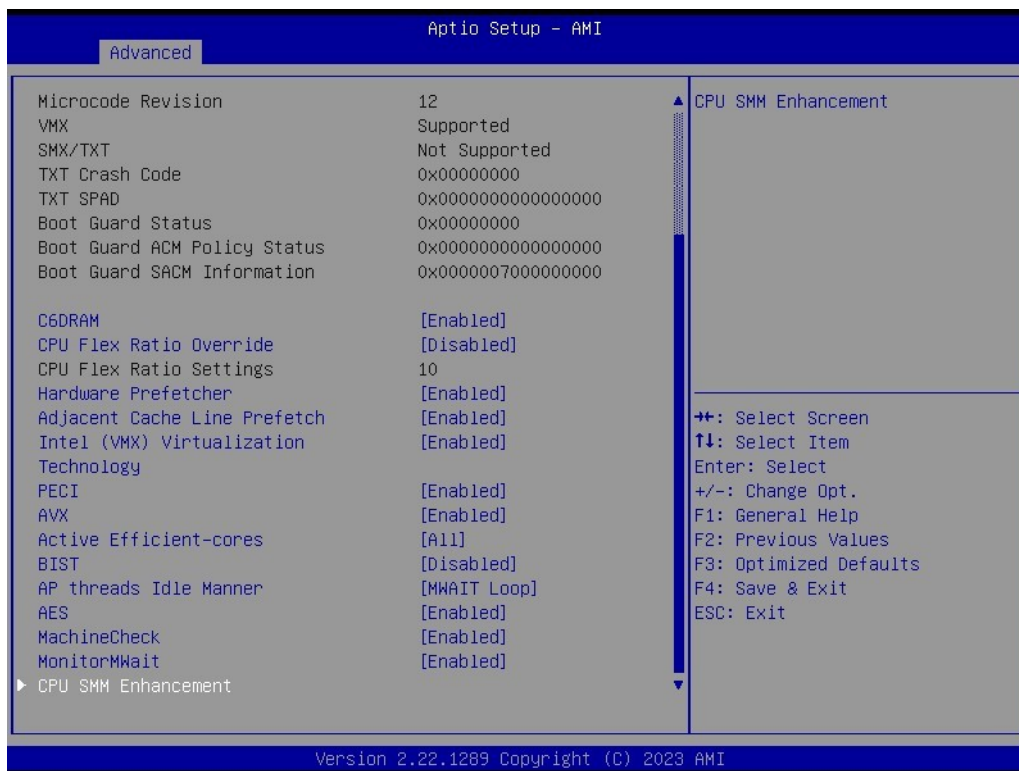 Aptio Setup - AMI
Advanced
Microcode Revision 12
VMX Supported
SMX/TXT Not Supported
TXT Crash Code 0x00000000
TXT SPAD 0x0000000000000000
Boot Guard Status 0x00000000
Boot Guard ACM Policy Status 0x0000000000000000
Boot Guard SACM Information 0x0000007000000000
C6DRAM [Enabled]
CPU Flex Ratio Override [Disabled]
CPU Flex Ratio Settings 10
Hardware Prefetcher [Enabled]
Adjacent Cache Line Prefetch [Enabled]
Intel (VMX) Virtualization [Enabled]
Technology
PECI [Enabled]
AVX [Enabled]
Active Efficient-cores [All]
BIST [Disabled]
AP threads Idle Manner [MWAIT Loop]
AES [Enabled]
MachineCheck [Enabled]
MonitorMWait [Enabled]
CPU SMM Enhancement
CPU SMM Enhancement
→←: Select Screen
↑↓: Select Item
Enter: Select
+/-: Change Opt.
F1: General Help
F2: Previous Values
F3: Optimized Defaults
F4: Save & Exit
ESC: Exit
Version 2.22.1289 Copyright (C) 2023 AMI